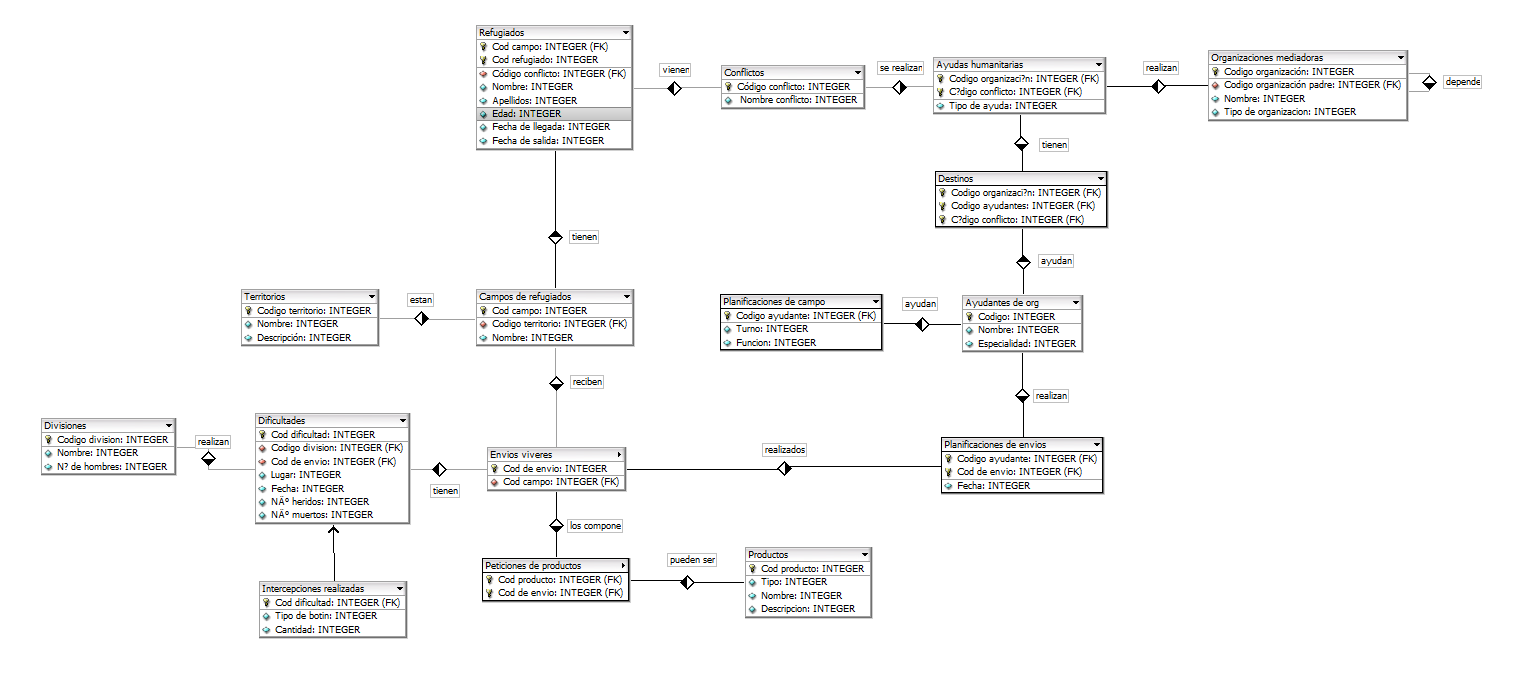 Refugiados
Cod campo: INTEGER (FK)
Cod refugiado: INTEGER
Código conflicto: INTEGER (FK)
Nombre: INTEGER
Apellidos: INTEGER
Edad: INTEGER
Fecha de llegada: INTEGER
Fecha de salida: INTEGER
vienen
Conflictos
Código conflicto: INTEGER
Nombre conflicto: INTEGER
se realizan
Ayudas humanitarias
Codigo organizaci?n: INTEGER (FK)
C?digo conflicto: INTEGER (FK)
Tipo de ayuda: INTEGER
realizan
Organizaciones mediadoras
Codigo organización: INTEGER
Codigo organización padre: INTEGER (FK)
Nombre: INTEGER
Tipo de organizacion: INTEGER
depende
tienen
Destinos
Codigo organizaci?n: INTEGER (FK)
Codigo ayudantes: INTEGER (FK)
C?digo conflicto: INTEGER (FK)
tienen
ayudan
Territorios
Codigo territorio: INTEGER
Nombre: INTEGER
Descripción: INTEGER
estan
Campos de refugiados
Cod campo: INTEGER
Codigo territorio: INTEGER (FK)
Nombre: INTEGER
Planificaciones de campo
Codigo ayudante: INTEGER (FK)
Turno: INTEGER
Funcion: INTEGER
ayudan
Ayudantes de org
Codigo: INTEGER
Nombre: INTEGER
Especialidad: INTEGER
reciben
realizan
Divisiones
Codigo division: INTEGER
Nombre: INTEGER
N? de hombres: INTEGER
realizan
Dificultades
Cod dificultad: INTEGER
Codigo division: INTEGER (FK)
Cod de envio: INTEGER (FK)
Lugar: INTEGER
Fecha: INTEGER
NÃº heridos: INTEGER
NÃº muertos: INTEGER
tienen
Envios viveres
Cod de envio: INTEGER
Cod campo: INTEGER (FK)
realizados
Planificaciones de envios
Codigo ayudante: INTEGER (FK)
Cod de envio: INTEGER (FK)
Fecha: INTEGER
los compone
Intercepciones realizadas
Cod dificultad: INTEGER (FK)
Tipo de botin: INTEGER
Cantidad: INTEGER
Peticiones de productos
Cod producto: INTEGER (FK)
Cod de envio: INTEGER (FK)
pueden ser
Productos
Cod producto: INTEGER
Tipo: INTEGER
Nombre: INTEGER
Descripcion: INTEGER